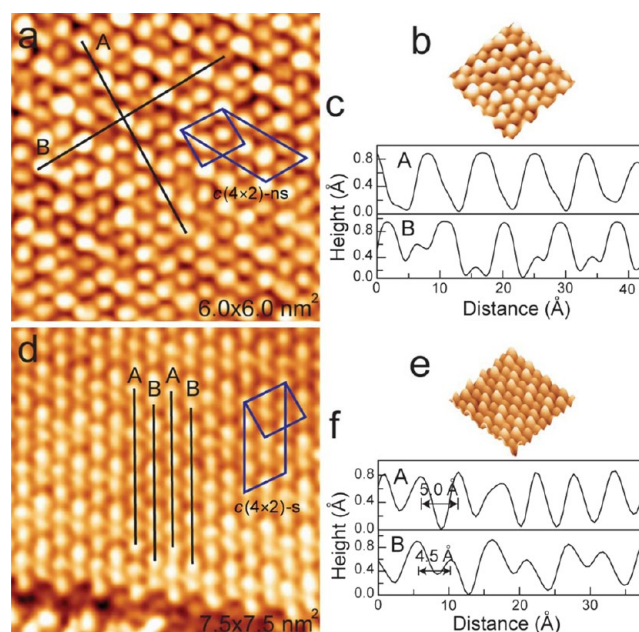 a
A
B
c(4×2)-ns
6.0x6.0 nm²
b
c
A
0.8
0.4
0.0
B
0.8
0.4
0.0
Height (Å)
0 10 20 30 40
Distance (Å)
d
A B A B
c(4×2)-s
7.5x7.5 nm²
e
f
A
5.0 Å
0.8
0.4
0
B
4.5 Å
0.8
0.4
0
Height (Å)
0 10 20 30
Distance (Å)